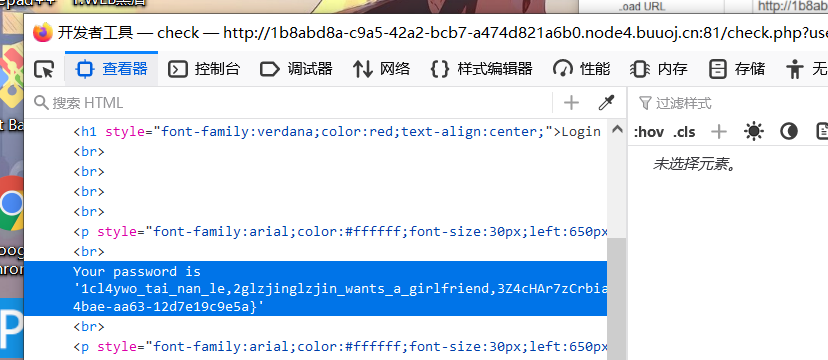 .oad URL
http://1b8ab
开发者工具 — check — http://1b8abd8a-c9a5-42a2-bcb7-a474d821a6b0.node4.buuoj.cn:81/check.php?use
查看器 控制台 调试器 网络 样式编辑器 性能 内存 存储 无
搜索 HTML
过滤样式
:hov .cls
未选择元素。
<h1 style="font-family:verdana;color:red;text-align:center;">Login
<br>
<br>
<br>
<br>
<p style="font-family:arial;color:#ffffff;font-size:30px;left:650px
<br>
Your password is
'1cl4ywo_tai_nan_le,2glzjinglzjin_wants_a_girlfriend,3Z4cHAr7zCrbia
4bae-aa63-12d7e19c9e5a}'
<br>
<p style="font-family:arial;color:#ffffff;font-size:30px;left:650px